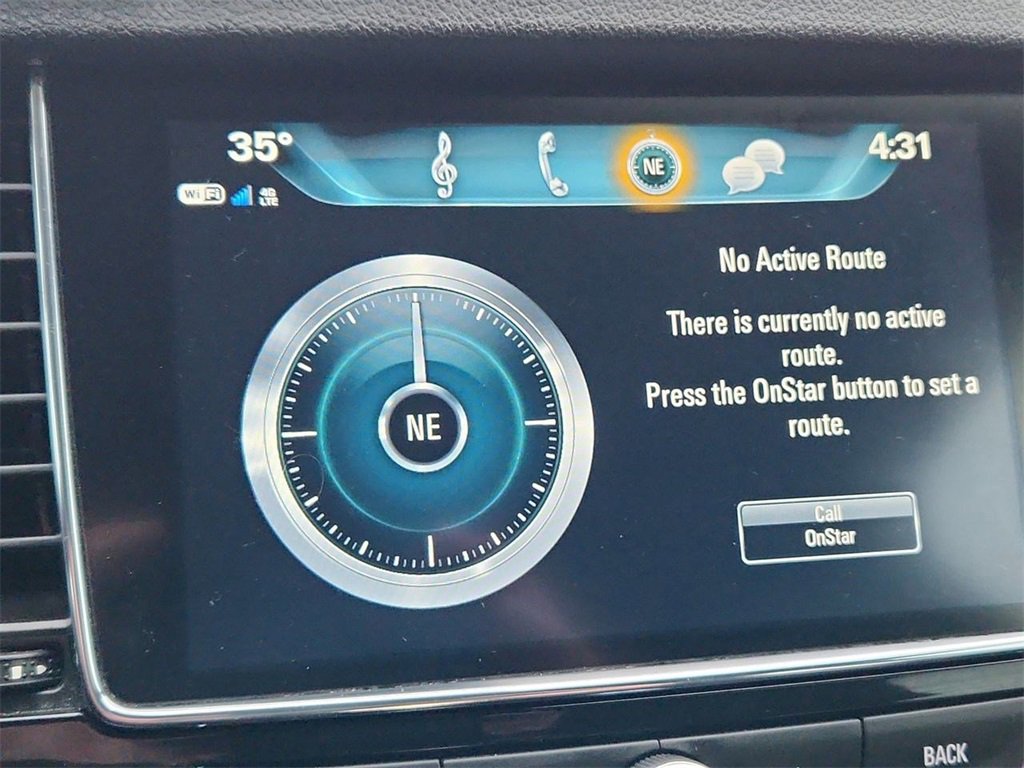 35°
NE
4:31
WiFi
4G
LTE
No Active Route
There is currently no active
route.
Press the OnStar button to set a
route.
NE
Call
OnStar
BACK